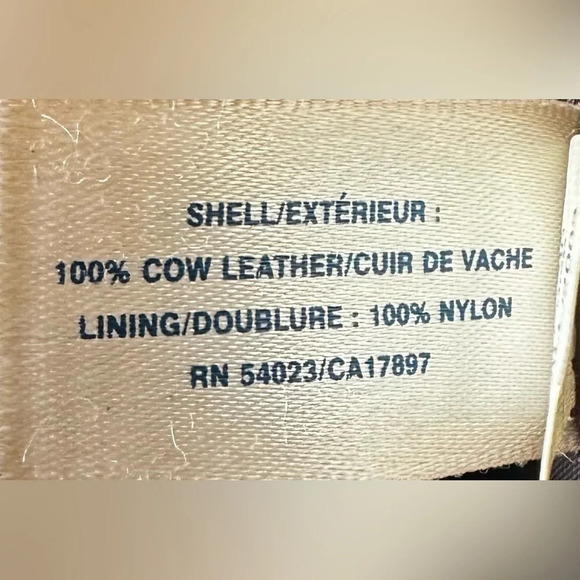 SHELL/EXTÉRIEUR :
100% COW LEATHER/CUIR DE VACHE
LINING/DOUBLURE : 100% NYLON
RN 54023/CA17897